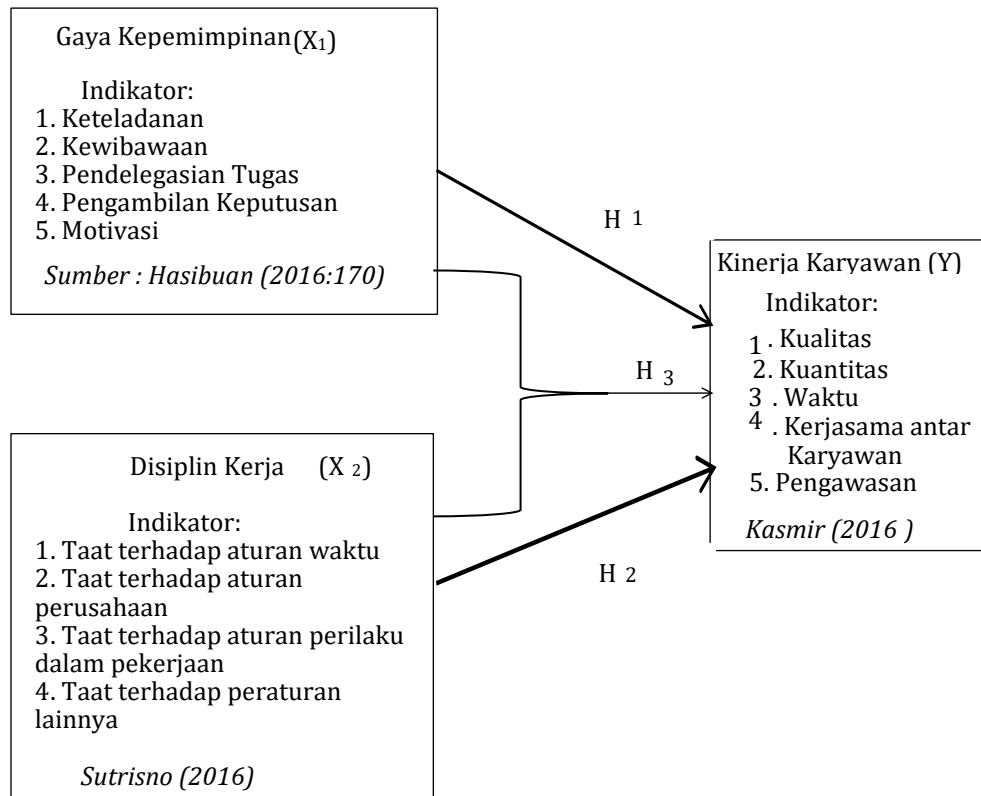 Gaya Kepemimpinan (X1)
Indikator:
1. Keteladanan
2. Kewibawaan
3. Pendelegasian Tugas
4. Pengambilan Keputusan
5. Motivasi
Sumber : Hasibuan (2016:170)
H 1
H 3
H 2
Disiplin Kerja (X 2)
Indikator:
1. Taat terhadap aturan waktu
2. Taat terhadap aturan
perusahaan
3. Taat terhadap aturan perilaku
dalam pekerjaan
4. Taat terhadap peraturan
lainnya
Sutrisno (2016)
Kinerja Karyawan (Y)
Indikator:
1 . Kualitas
2. Kuantitas
3 . Waktu
4 . Kerjasama antar
Karyawan
5. Pengawasan
Kasmir (2016 )